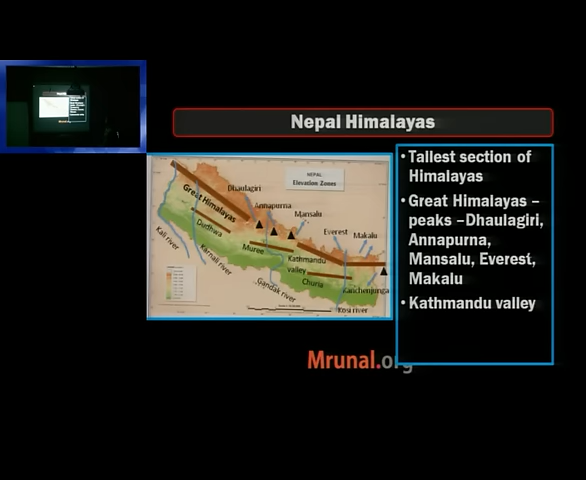 Nepal Himalayas
NEPAL
Elevation Zones
Dhaulagiri
Great Himalayas
Annapurna
Mansalu
Everest
Makalu
Dudhwa
Muree
Kathmandu
valley
Churia
Kanchenjunga
Kali river
Karnali river
Gandak river
Kosi river
• Tallest section of
Himalayas
• Great Himalayas –
peaks –Dhaulagiri,
Annapurna,
Mansalu, Everest,
Makalu
• Kathmandu valley
Mrunal.org